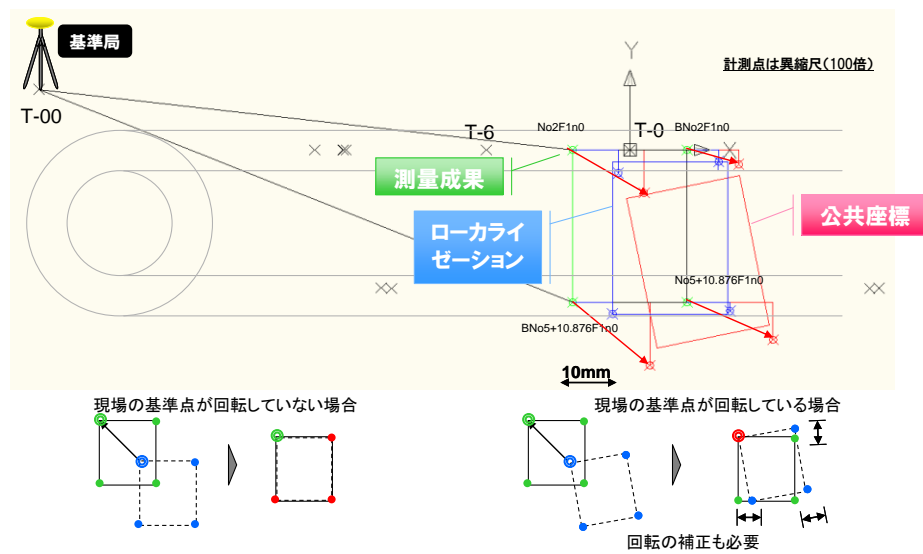 基準局
T-00
計測点は異縮尺(100倍)
Y
T-6
No2F1n0
T-0
BNo2F1n0
X
測量成果
ローカライ
ゼーション
公共座標
No5+10.876F1n0
BNo5+10.876F1n0
10mm
現場の基準点が回転していない場合
現場の基準点が回転している場合
回転の補正も必要